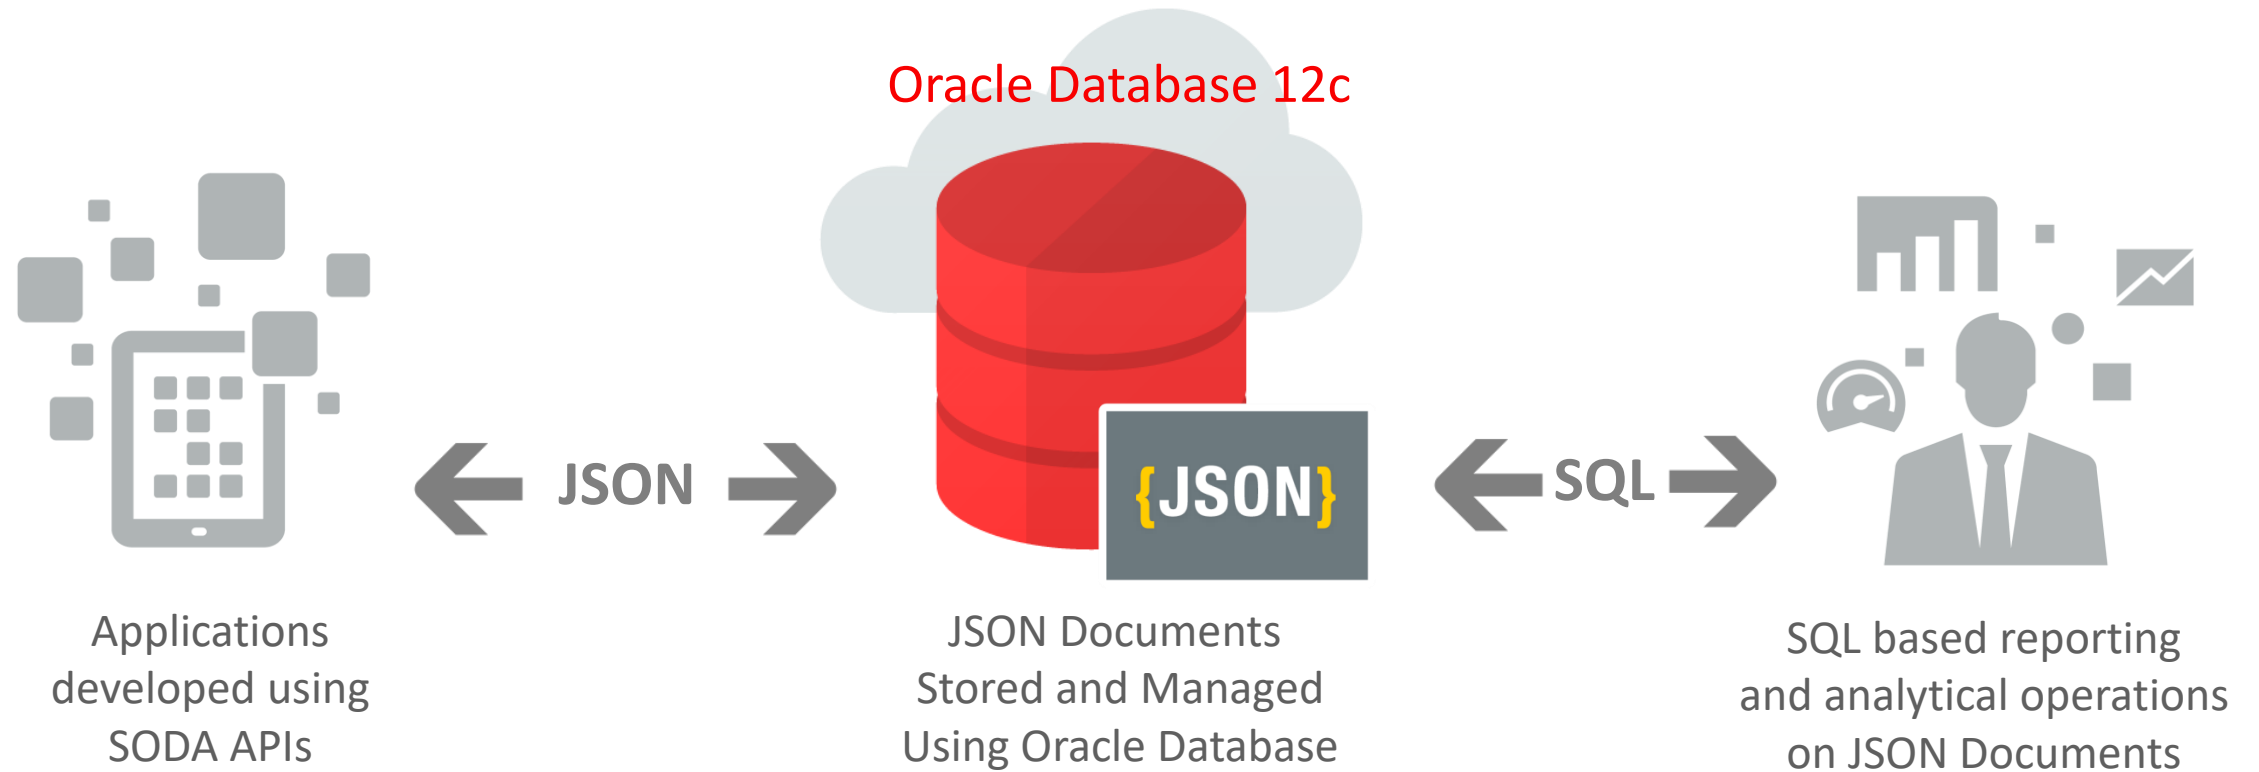 Oracle Database 12c
JSON
{JSON}
SQL
Applications
developed using
SODA APIs
JSON Documents
Stored and Managed
Using Oracle Database
SQL based reporting
and analytical operations
on JSON Documents